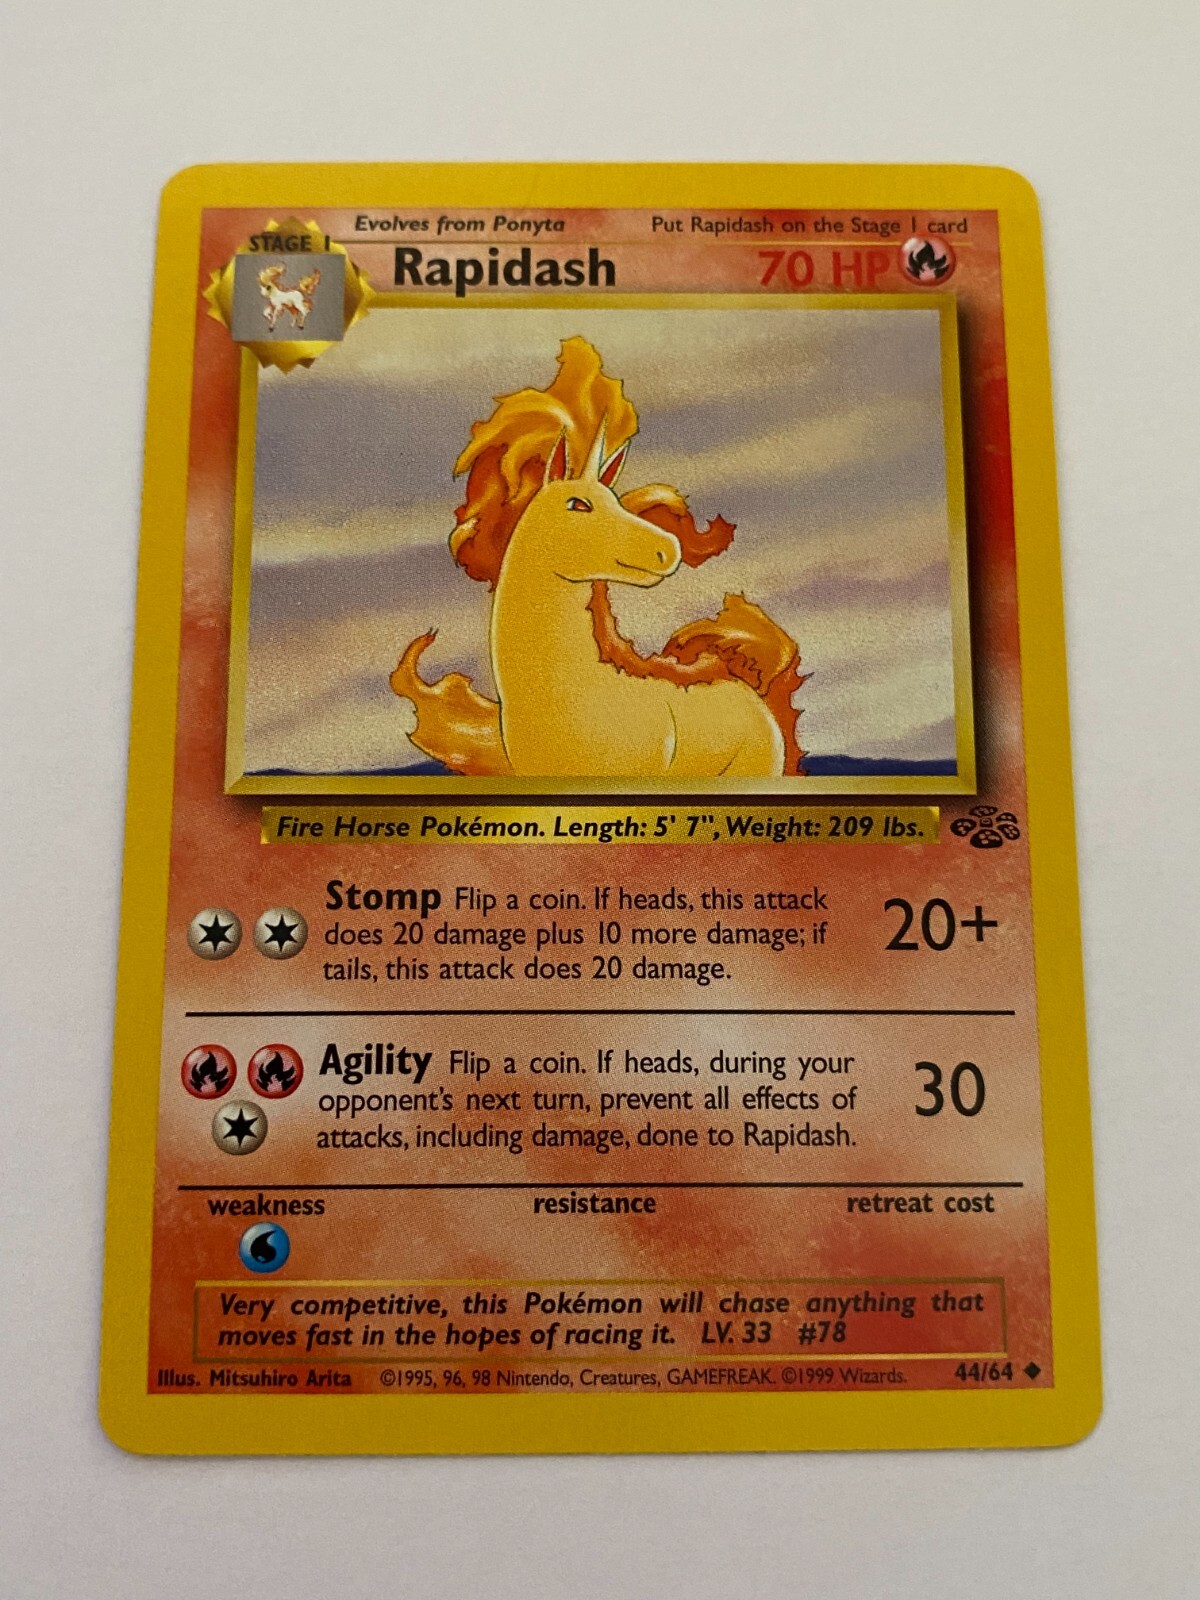 Evolves from Ponyta Put Rapidash on the Stage 1 card
STAGE 1
Rapidash 70 HP
Fire Horse Pokémon. Length: 5' 7", Weight: 209 lbs.
Stomp Flip a coin. If heads, this attack
does 20 damage plus 10 more damage; if
tails, this attack does 20 damage.
20+
Agility Flip a coin. If heads, during your
opponent's next turn, prevent all effects of
attacks, including damage, done to Rapidash.
30
weakness resistance retreat cost
Very competitive, this Pokémon will chase anything that
moves fast in the hopes of racing it. LV. 33 #78
Illus. Mitsuhiro Arita ©1995, 96, 98 Nintendo, Creatures, GAMEFREAK. ©1999 Wizards. 44/64